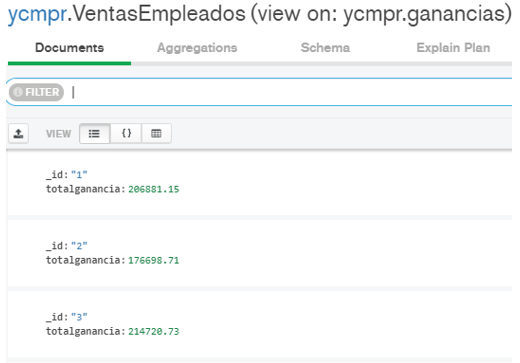 ycmpr.VentasEmpleados (view on: ycmpr.ganancias)
Documents Aggregations Schema Explain Plan
FILTER
VIEW {}
_id: "1"
totalganancia: 206881.15
_id: "2"
totalganancia: 176698.71
_id: "3"
totalganancia: 214720.73